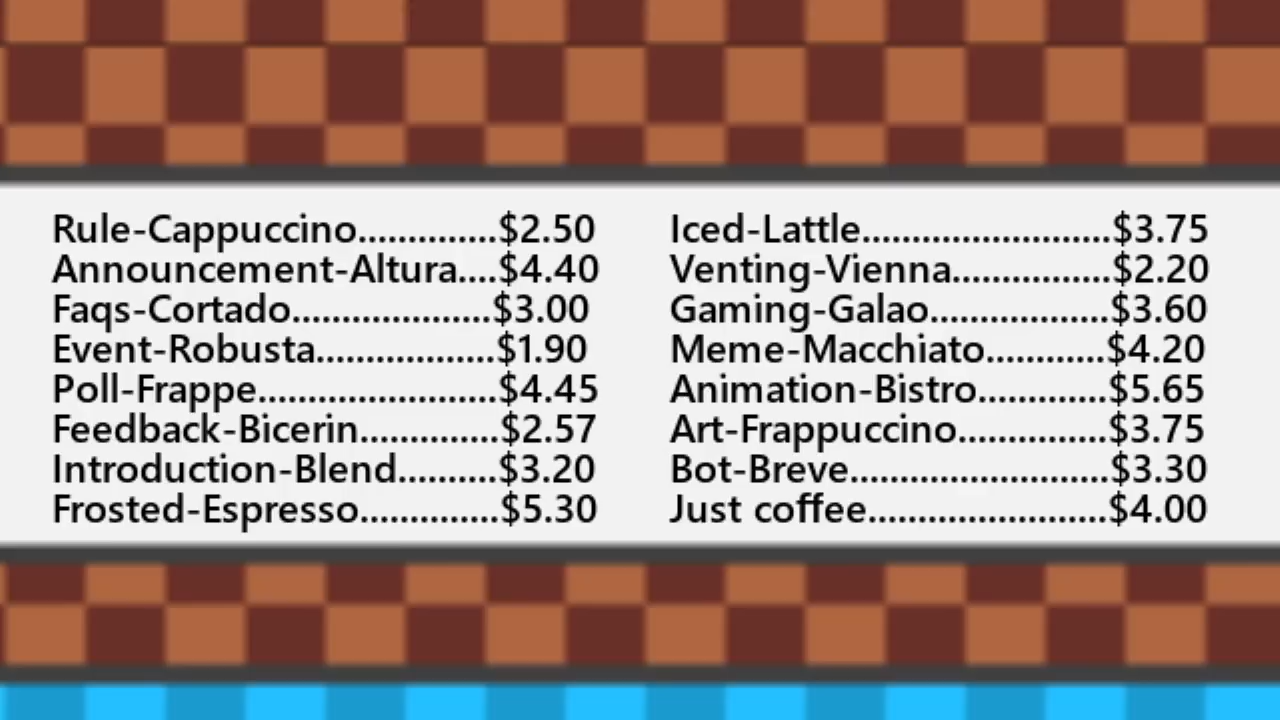 Rule-Cappuccino..............$2.50
Announcement-Altura....$4.40
Faqs-Cortado....................$3.00
Event-Robusta..................$1.90
Poll-Frappe........................$4.45
Feedback-Bicerin..............$2.57
Introduction-Blend..........$3.20
Frosted-Espresso..............$5.30
Iced-Lattle.........................$3.75
Venting-Vienna................$2.20
Gaming-Galao..................$3.60
Meme-Macchiato............$4.20
Animation-Bistro.............$5.65
Art-Frappuccino...............$3.75
Bot-Breve..........................$3.30
Just coffee........................$4.00